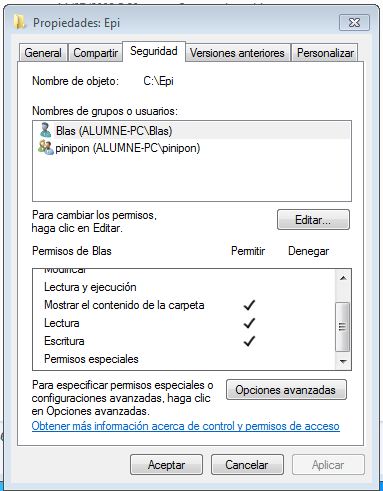 Propiedades: Epi
General
Compartir
Seguridad
Versiones anteriores
Personalizar
Nombre de objeto: C:\Epi
Nombres de grupos o usuarios:
Blas (ALUMNE-PC\Blas)
pinipon (ALUMNE-PC\pinipon)
Para cambiar los permisos,
haga clic en Editar.
Editar...
Permisos de Blas Permitir Denegar
Modificar
Lectura y ejecución
Mostrar el contenido de la carpeta
Lectura
Escritura
Permisos especiales
Para especificar permisos especiales o
configuraciones avanzadas, haga clic
en Opciones avanzadas.
Opciones avanzadas
Obtener más información acerca de control y permisos de acceso
Aceptar
Cancelar
Aplicar